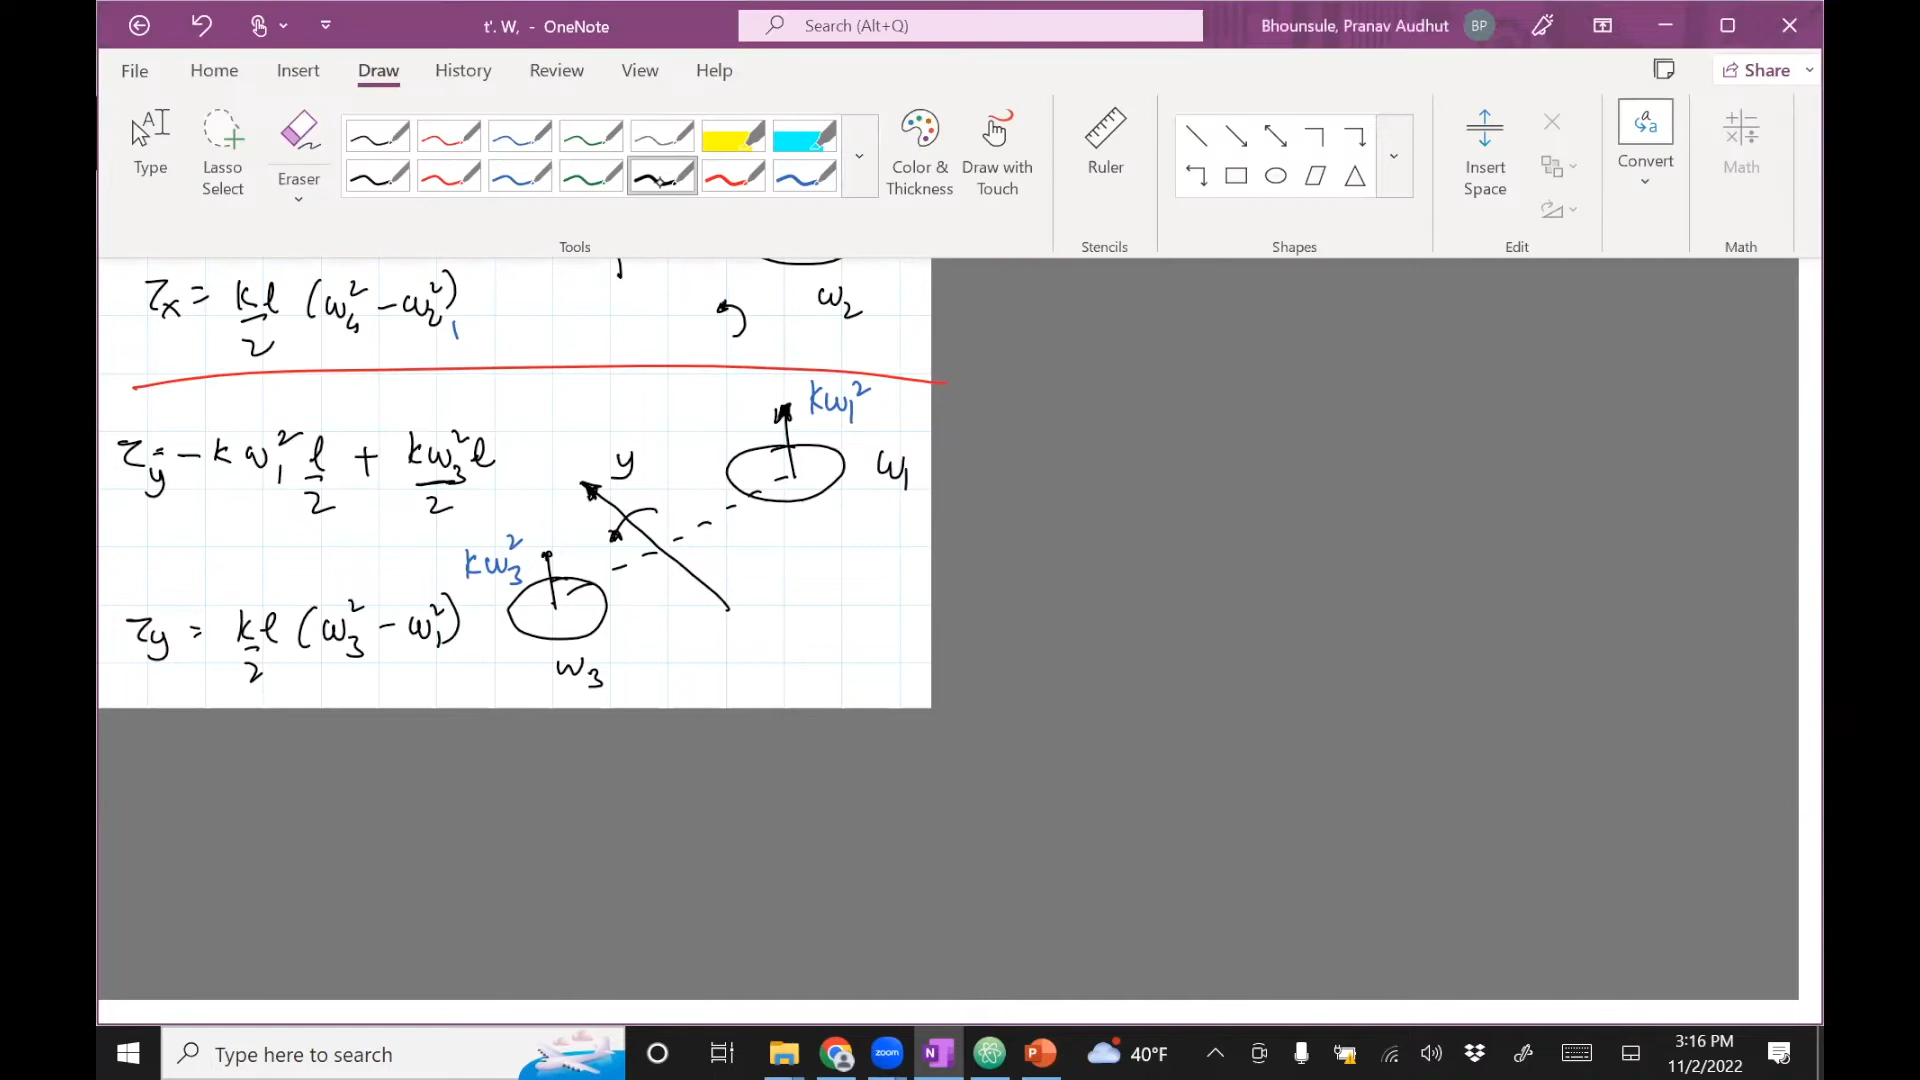 t'. W, - OneNote
Search (Alt+Q)
Bhounsule, Pranav Audhut
BP
File Home Insert Draw History Review View Help
Share
Type
Lasso Select
Eraser
Color & Thickness
Draw with Touch
Ruler
Insert Space
Convert
Math
Tools Stencils Shapes Edit Math
τx = kl/2 (ω4² - ω2²)
ω2
kω1²
τy = - k ω1² l/2 + kω3² l/2
y
ω1
kω3²
τy = kl/2 (ω3² - ω1²)
ω3
Type here to search
zoom
40°F
3:16 PM
11/2/2022